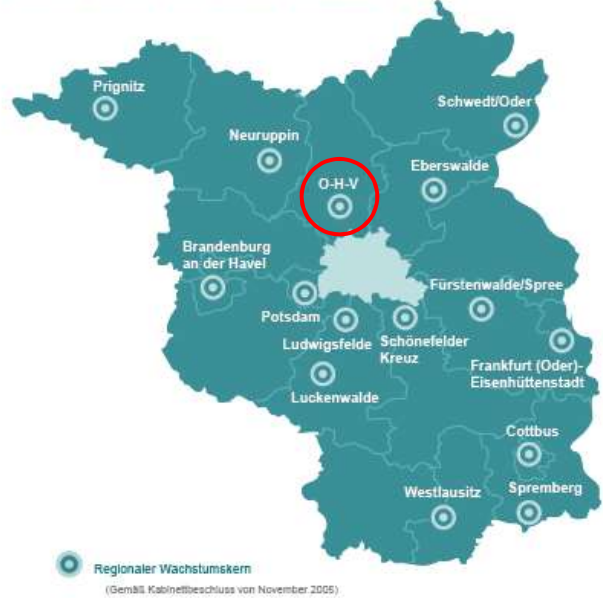 Prignitz
Schwedt/Oder
Neuruppin
Eberswalde
O-H-V
Brandenburg
an der Havel
Fürstenwalde/Spree
Potsdam
Ludwigsfelde
Schönefelder
Kreuz
Frankfurt (Oder)-
Eisenhüttenstadt
Luckenwalde
Cottbus
Westlausitz
Spremberg
Regionaler Wachstumskern
(Gemäß Kabinettbeschluss von November 2005)